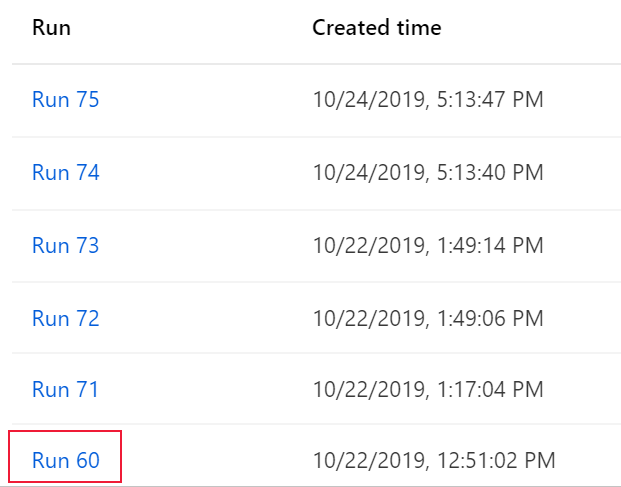 Run Created time
Run 75 10/24/2019, 5:13:47 PM
Run 74 10/24/2019, 5:13:40 PM
Run 73 10/22/2019, 1:49:14 PM
Run 72 10/22/2019, 1:49:06 PM
Run 71 10/22/2019, 1:17:04 PM
Run 60 10/22/2019, 12:51:02 PM